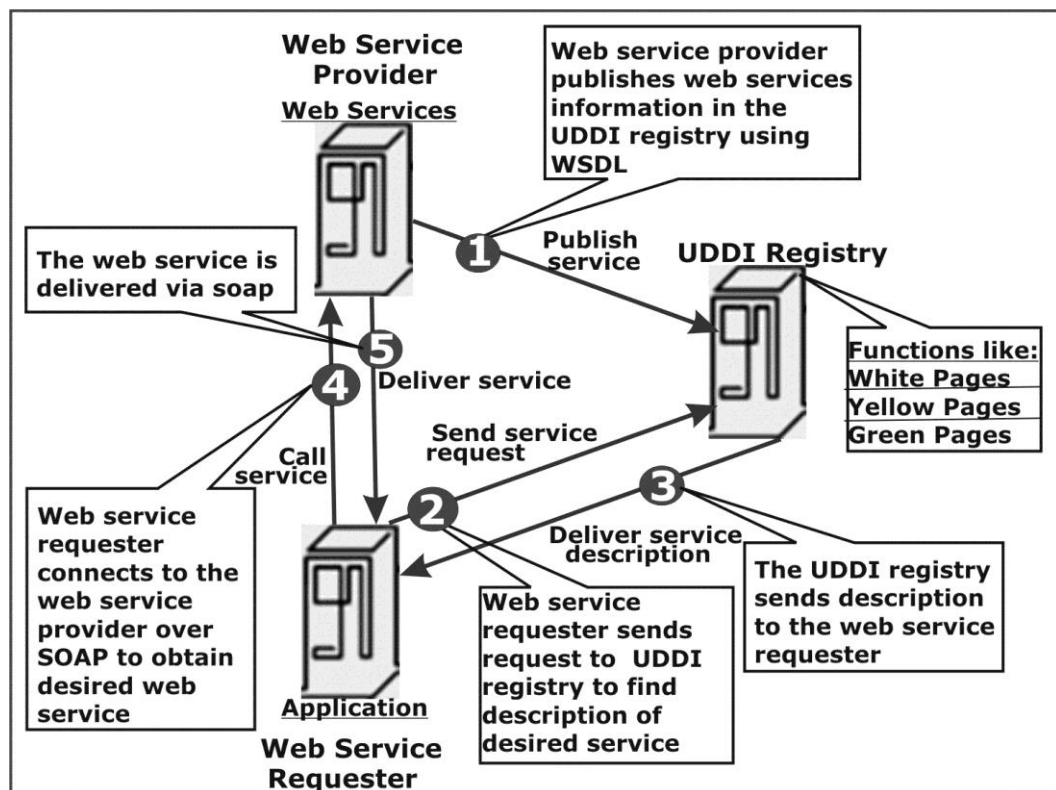 Web Service
Provider
Web Services
Web service provider
publishes web services
information in the
UDDI registry using
WSDL
1
Publish
service
UDDI Registry
The web service is
delivered via soap
5
Deliver service
4
Call
service
Functions like:
White Pages
Yellow Pages
Green Pages
Send service
request
2
3
Deliver service
description
Web service
requester
connects to the
web service
provider over
SOAP to obtain
desired web
service
Web service
requester sends
request to UDDI
registry to find
description of
desired service
The UDDI registry
sends description
to the web service
requester
Application
Web Service
Requester